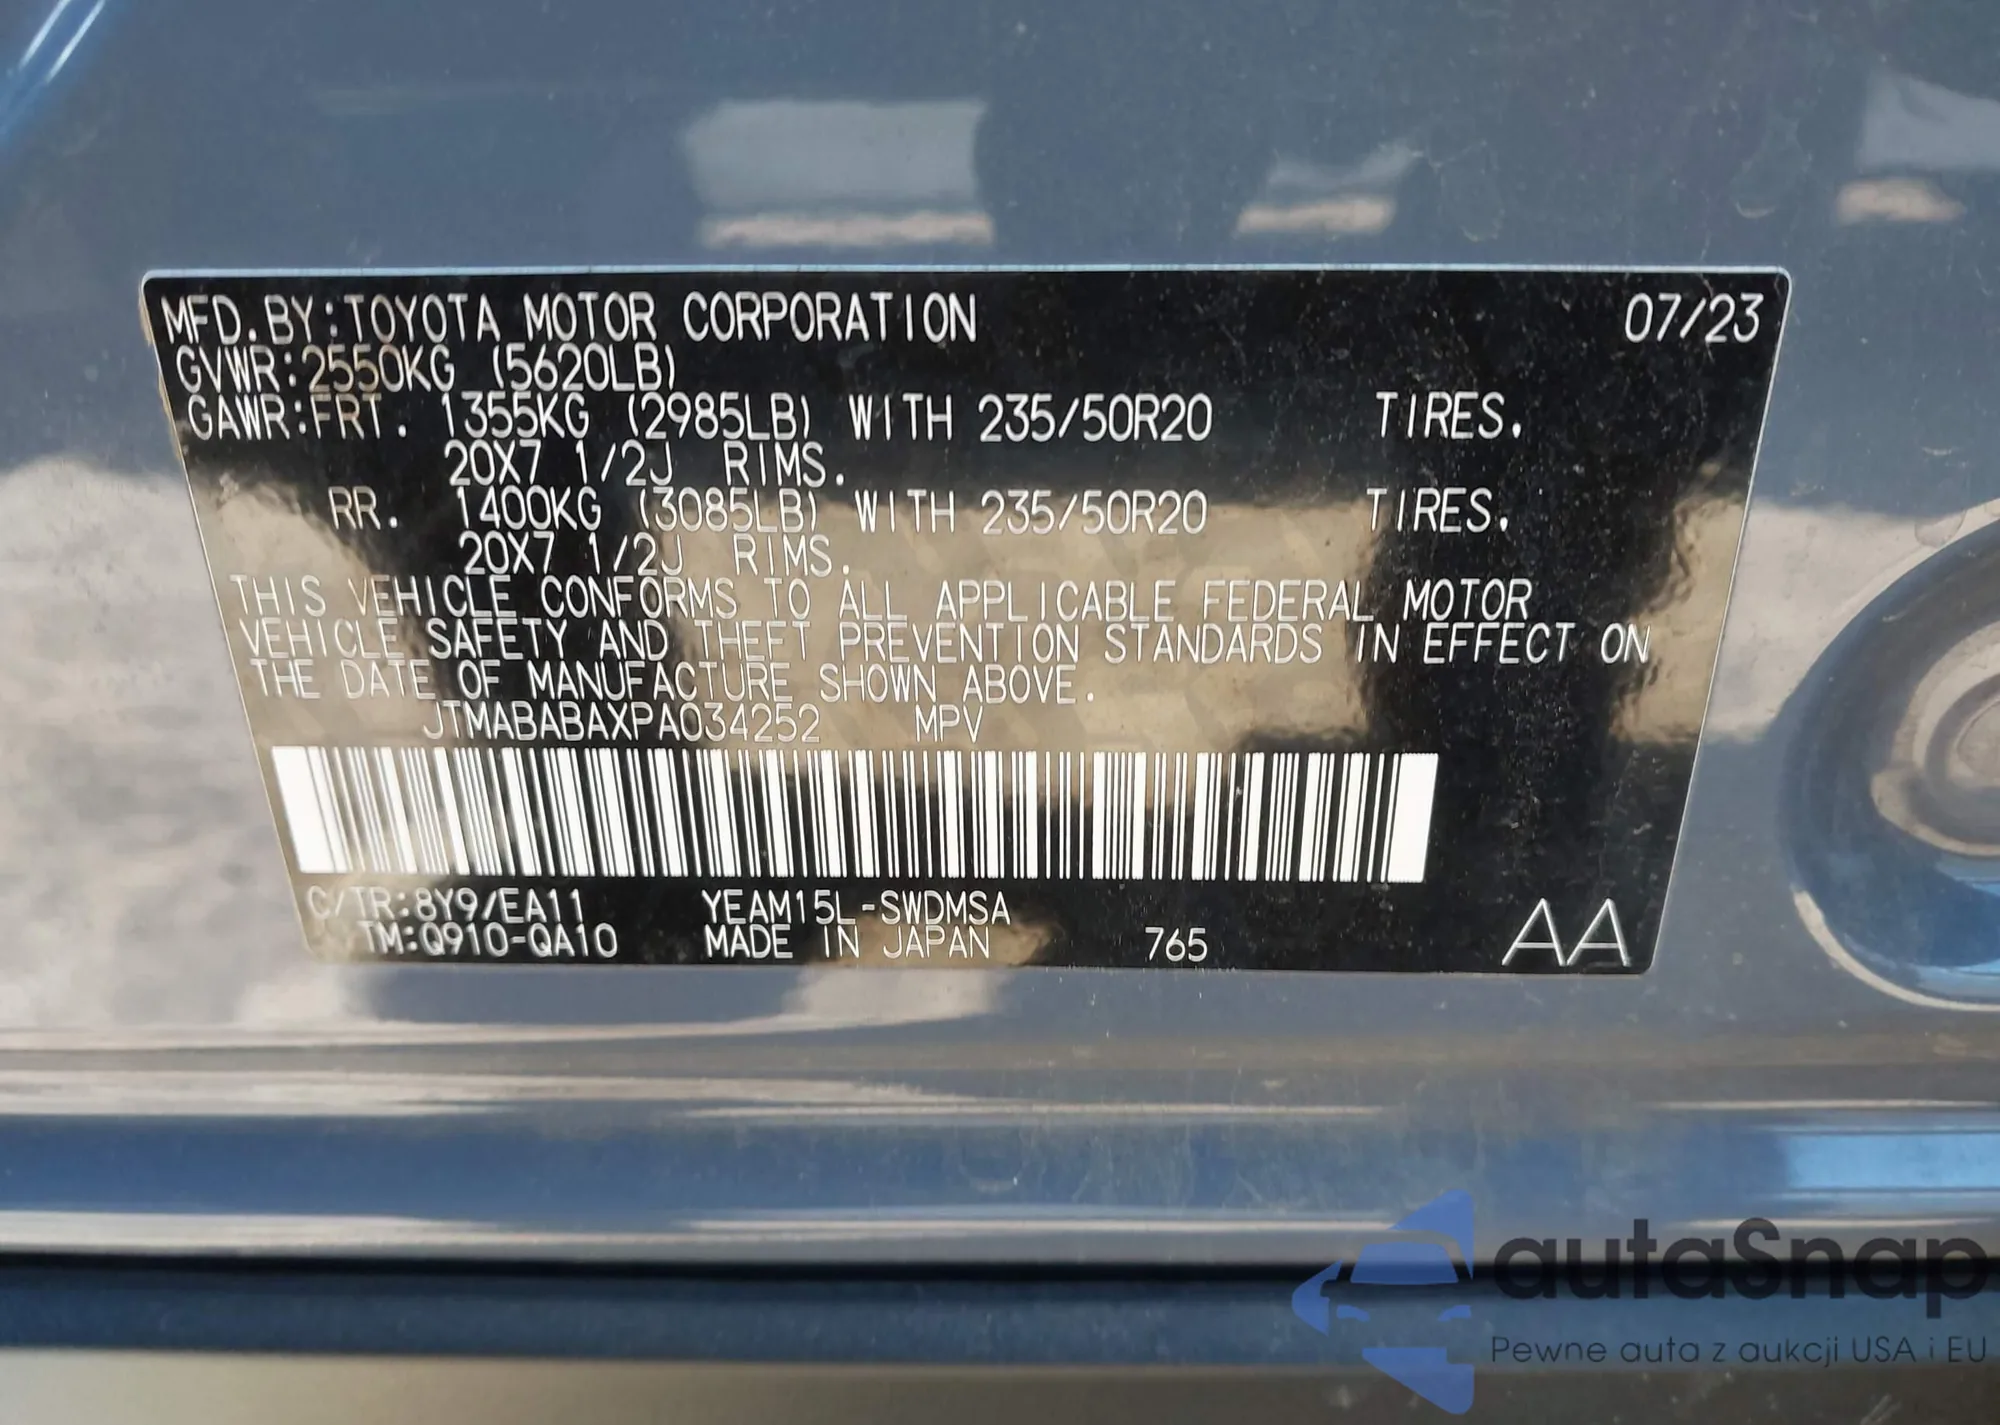 MFD.BY:TOYOTA MOTOR CORPORATION 07/23
GVWR:2550KG (5620LB)
GAWR:FRT. 1355KG (2985LB) WITH 235/50R20 TIRES.
20X7 1/2J RIMS.
RR. 1400KG (3085LB) WITH 235/50R20 TIRES.
20X7 1/2J RIMS.
THIS VEHICLE CONFORMS TO ALL APPLICABLE FEDERAL MOTOR
VEHICLE SAFETY AND THEFT PREVENTION STANDARDS IN EFFECT ON
THE DATE OF MANUFACTURE SHOWN ABOVE.
JTMABABAXPA034252 MPV
C/TR:8Y9/EA11 YEAM15L-SWDMSA
/TM:Q910-QA10 MADE IN JAPAN 765 AA
autaSnap
Pewne auta z aukcji USA i EU